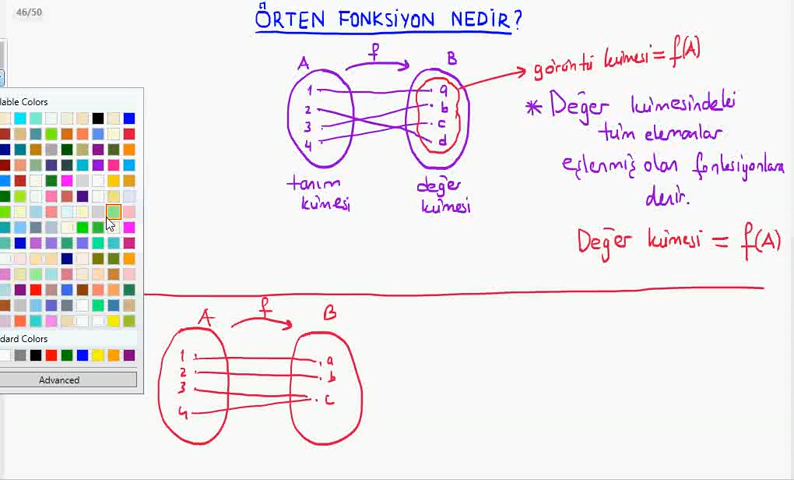 46/50
ÖRTEN FONKSİYON NEDİR?
A f B
görüntü kümesi = f(A)
1 a
2 b
3 c
4 d
* Değer kümesindeki
tüm elemanlar
eşlenmiş olan fonksiyonlara
denir.
tanım
kümesi
değer
kümesi
Değer kümesi = f(A)
lable Colors
A f B
1 a
2 b
3 c
4
dard Colors
Advanced